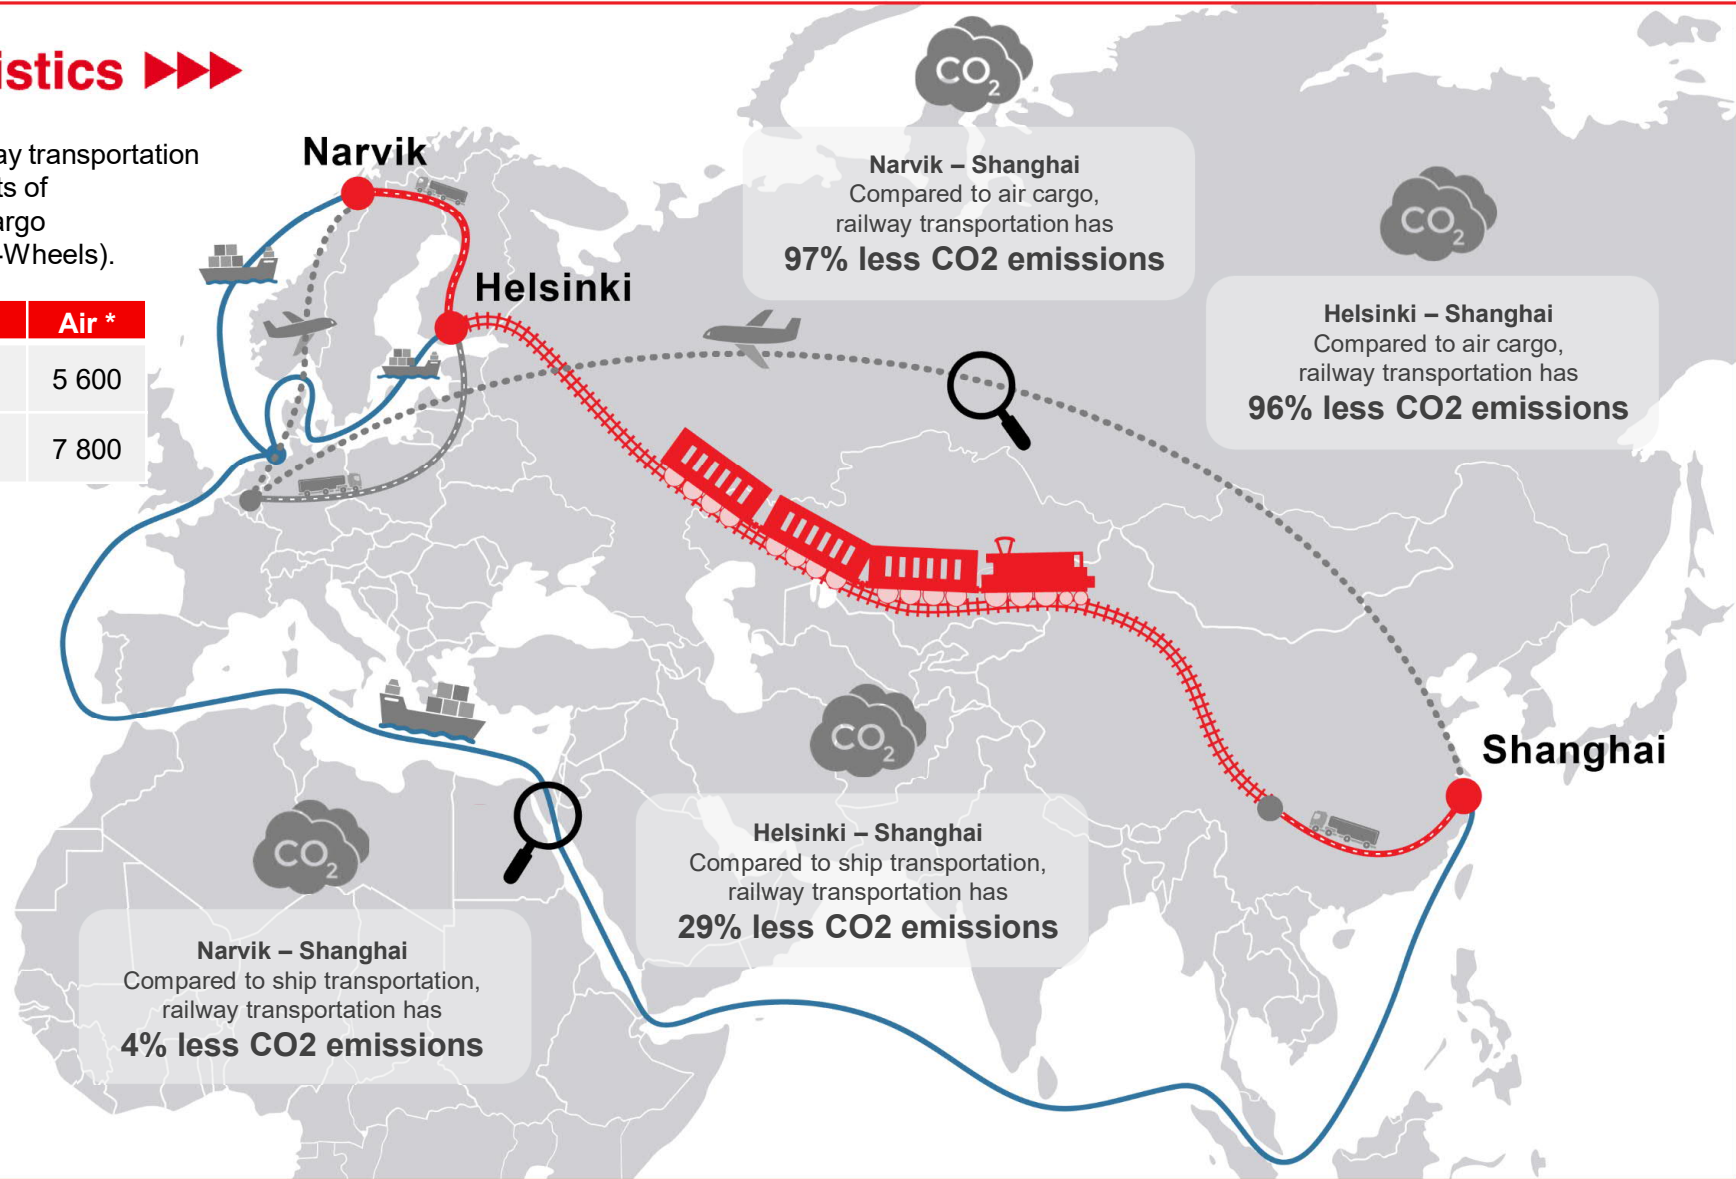 istics
ay transportation
ts of
argo
-Wheels).
Air *
5 600
7 800
Narvik
Helsinki
Shanghai
CO2
Narvik – Shanghai
Compared to air cargo,
railway transportation has
97% less CO2 emissions
CO2
Helsinki – Shanghai
Compared to air cargo,
railway transportation has
96% less CO2 emissions
CO2
Helsinki – Shanghai
Compared to ship transportation,
railway transportation has
29% less CO2 emissions
CO2
Narvik – Shanghai
Compared to ship transportation,
railway transportation has
4% less CO2 emissions